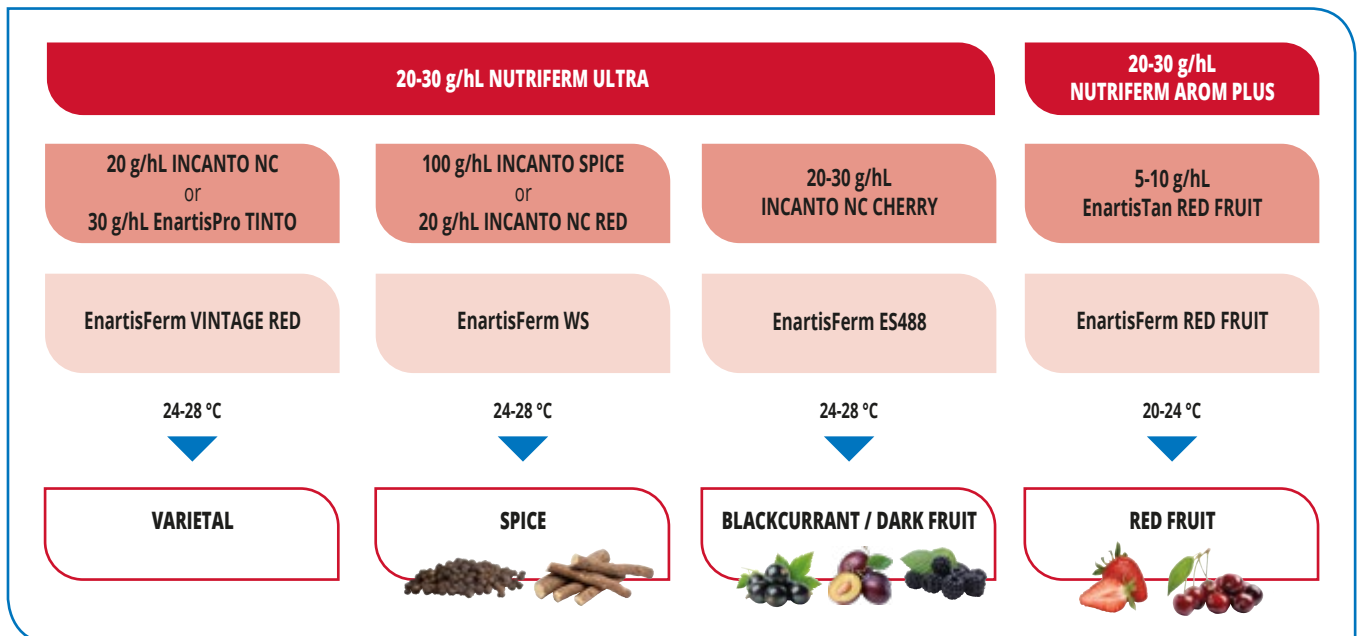 20-30 g/hL NUTRIFERM ULTRA
20-30 g/hL
NUTRIFERM AROM PLUS
20 g/hL INCANTO NC
or
30 g/hL EnartisPro TINTO
100 g/hL INCANTO SPICE
or
20 g/hL INCANTO NC RED
20-30 g/hL
INCANTO NC CHERRY
5-10 g/hL
EnartisTan RED FRUIT
EnartisFerm VINTAGE RED
EnartisFerm WS
EnartisFerm ES488
EnartisFerm RED FRUIT
24-28 °C
24-28 °C
24-28 °C
20-24 °C
VARIETAL
SPICE
BLACKCURRANT / DARK FRUIT
RED FRUIT